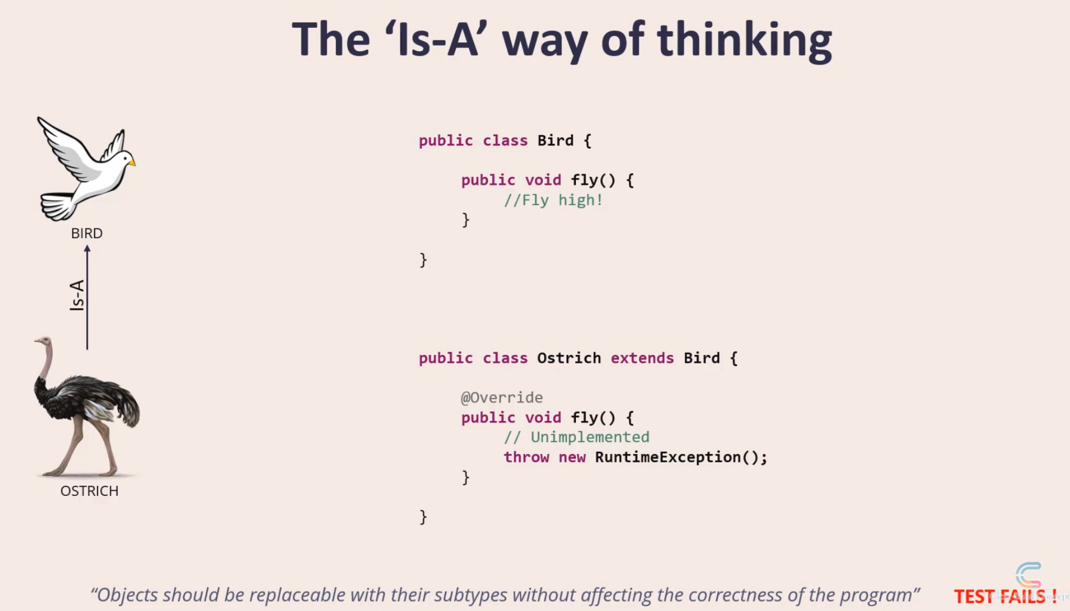 The ‘Is-A’ way of thinking
public class Bird {
public void fly() {
//Fly high!
}
}
BIRD
Is-A
public class Ostrich extends Bird {
@Override
public void fly() {
// Unimplemented
throw new RuntimeException();
}
}
OSTRICH
“Objects should be replaceable with their subtypes without affecting the correctness of the program”
TEST FAILS !